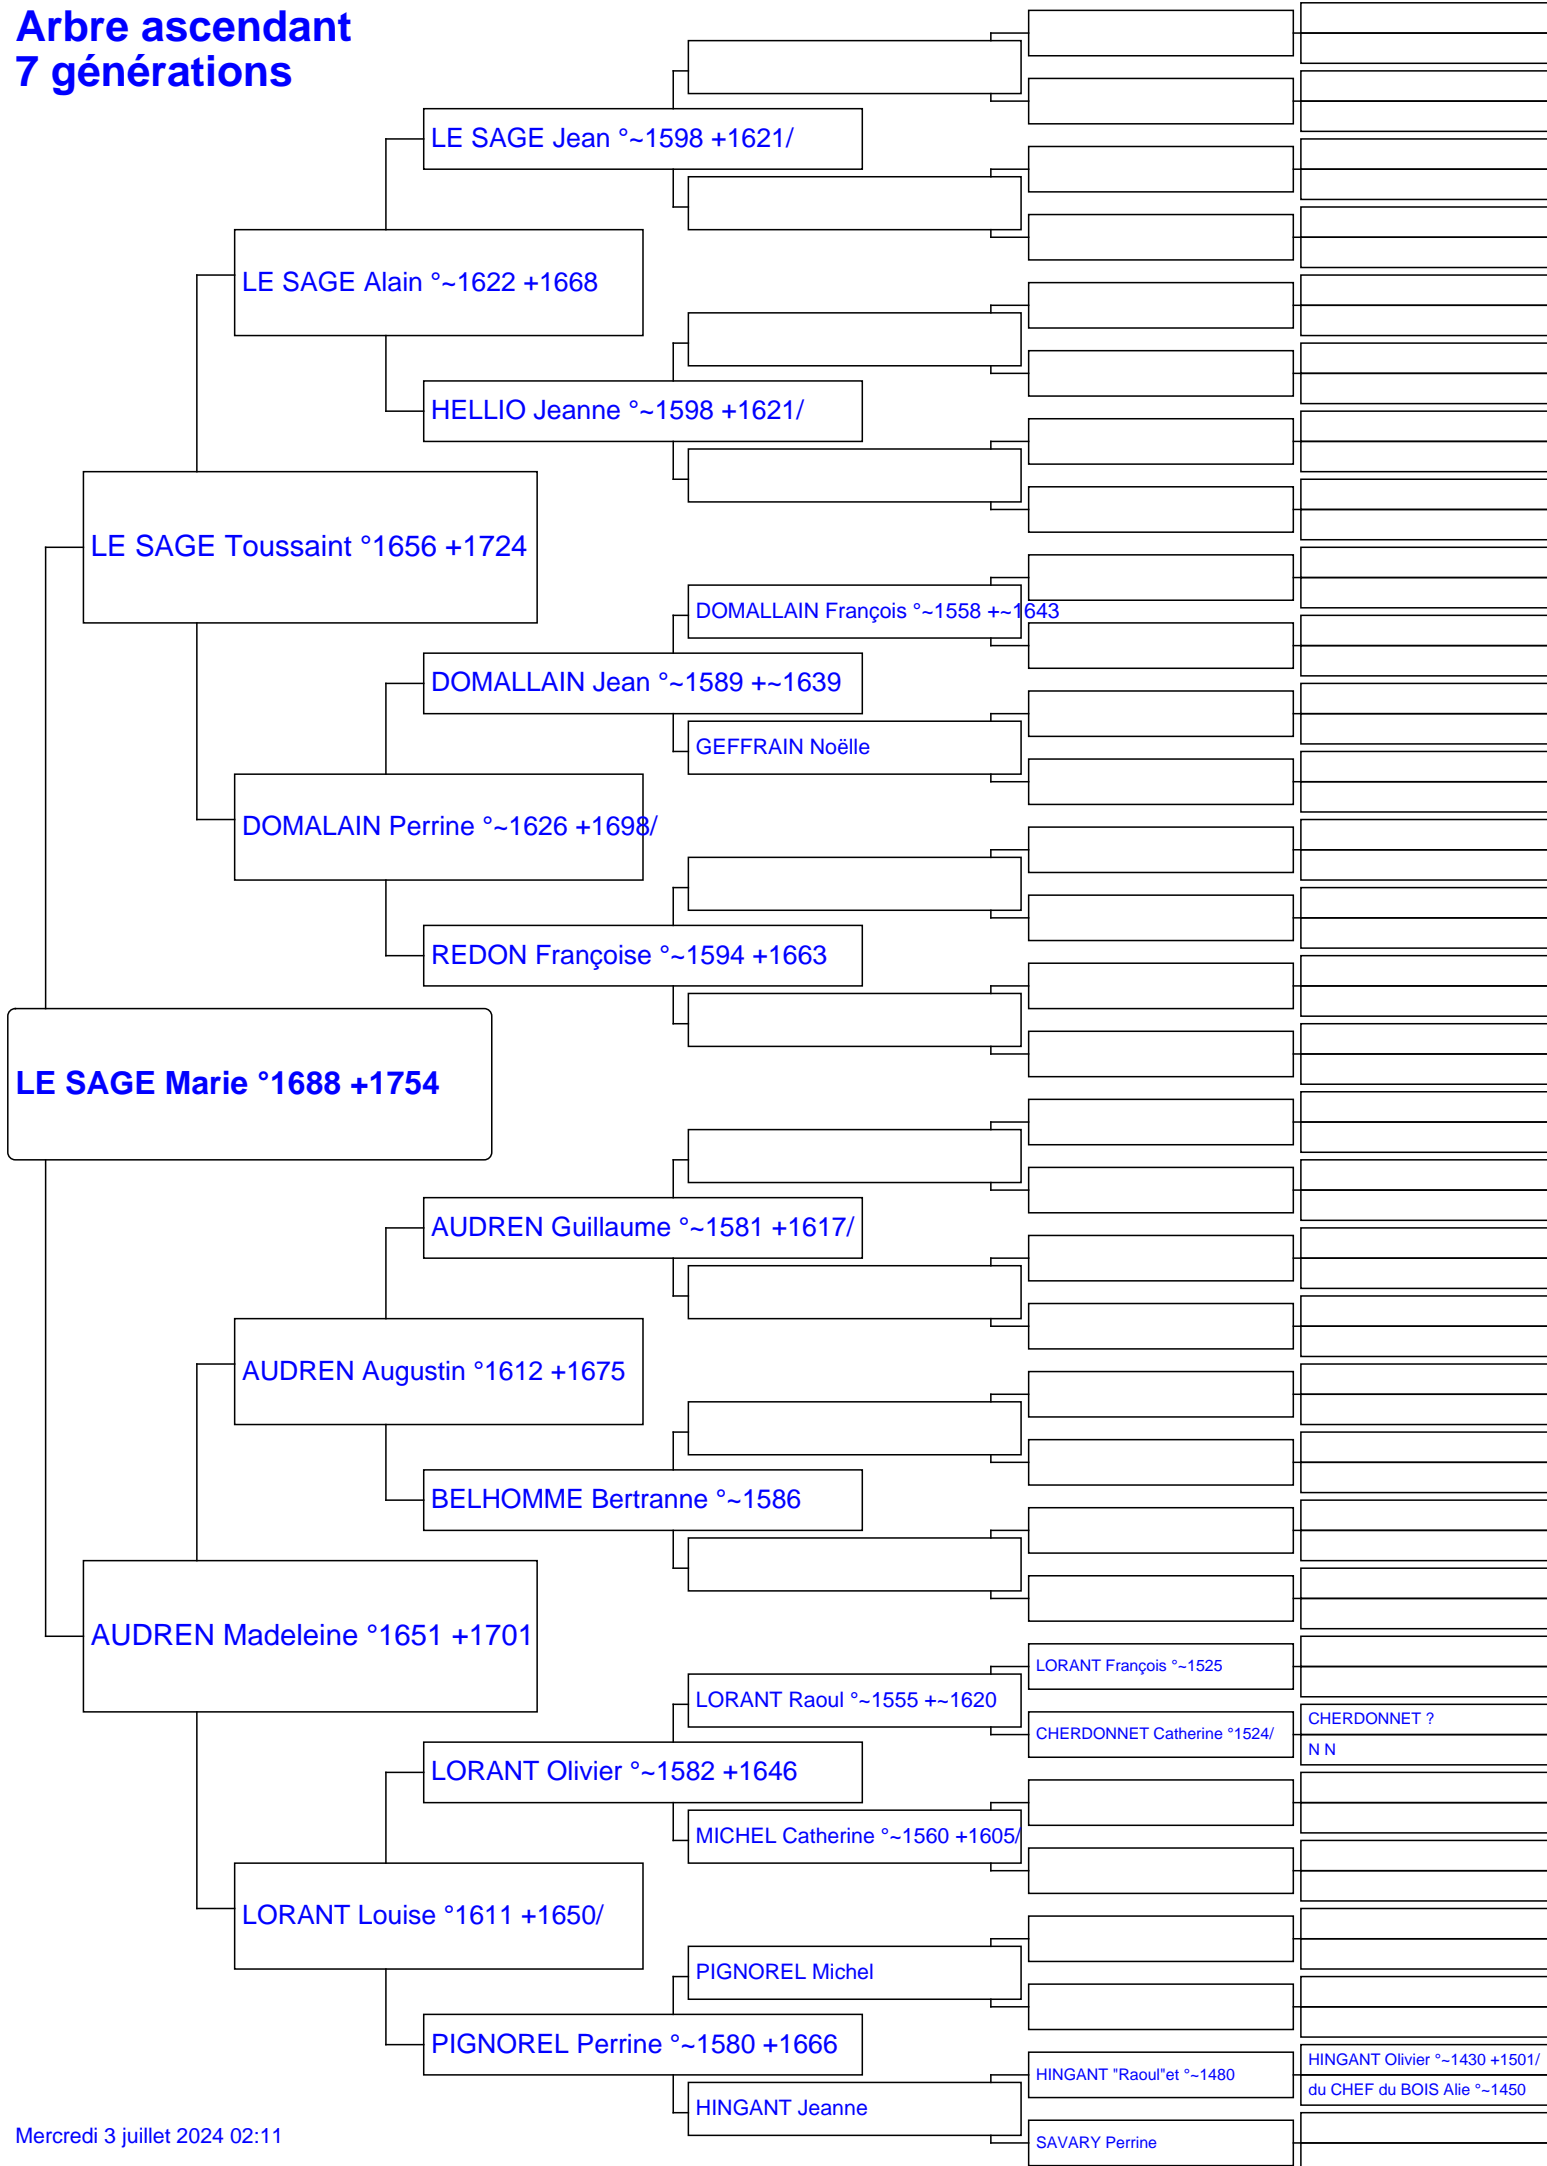 Arbre ascendant
7 générations
LE SAGE Jean °~1598 +1621/
LE SAGE Alain °~1622 +1668
HELLIO Jeanne °~1598 +1621/
LE SAGE Toussaint °1656 +1724
DOMALLAIN François °~1558 +~1643
DOMALLAIN Jean °~1589 +~1639
GEFFRAIN Noëlle
DOMALAIN Perrine °~1626 +1698/
REDON Françoise °~1594 +1663
LE SAGE Marie °1688 +1754
AUDREN Guillaume °~1581 +1617/
AUDREN Augustin °1612 +1675
BELHOMME Bertranne °~1586
AUDREN Madeleine °1651 +1701
LORANT François °~1525
LORANT Raoul °~1555 +~1620
CHERDONNET ?
CHERDONNET Catherine °1524/
N N
LORANT Olivier °~1582 +1646
MICHEL Catherine °~1560 +1605/
LORANT Louise °1611 +1650/
PIGNOREL Michel
PIGNOREL Perrine °~1580 +1666
HINGANT Olivier °~1430 +1501/
HINGANT "Raoul"et °~1480
du CHEF du BOIS Alie °~1450
HINGANT Jeanne
SAVARY Perrine
Mercredi 3 juillet 2024 02:11